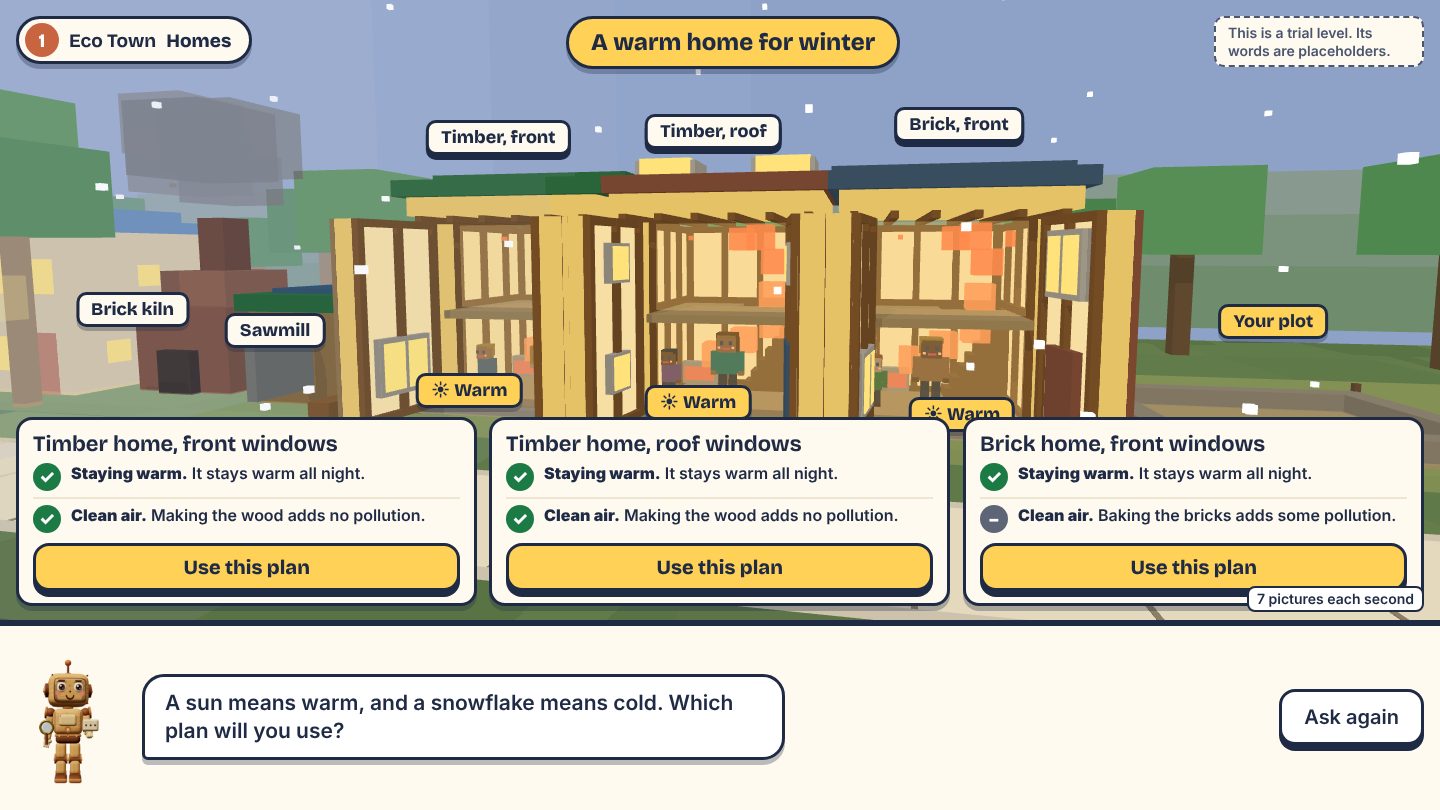 1 Eco Town Homes
A warm home for winter
This is a trial level. Its
words are placeholders.
Timber, front
Timber, roof
Brick, front
Brick kiln
Sawmill
Your plot
☀ Warm
☀ Warm
☀ Warm
Timber home, front windows
Staying warm. It stays warm all night.
Clean air. Making the wood adds no pollution.
Use this plan
Timber home, roof windows
Staying warm. It stays warm all night.
Clean air. Making the wood adds no pollution.
Use this plan
Brick home, front windows
Staying warm. It stays warm all night.
Clean air. Baking the bricks adds some pollution.
Use this plan
7 pictures each second
A sun means warm, and a snowflake means cold. Which
plan will you use?
Ask again